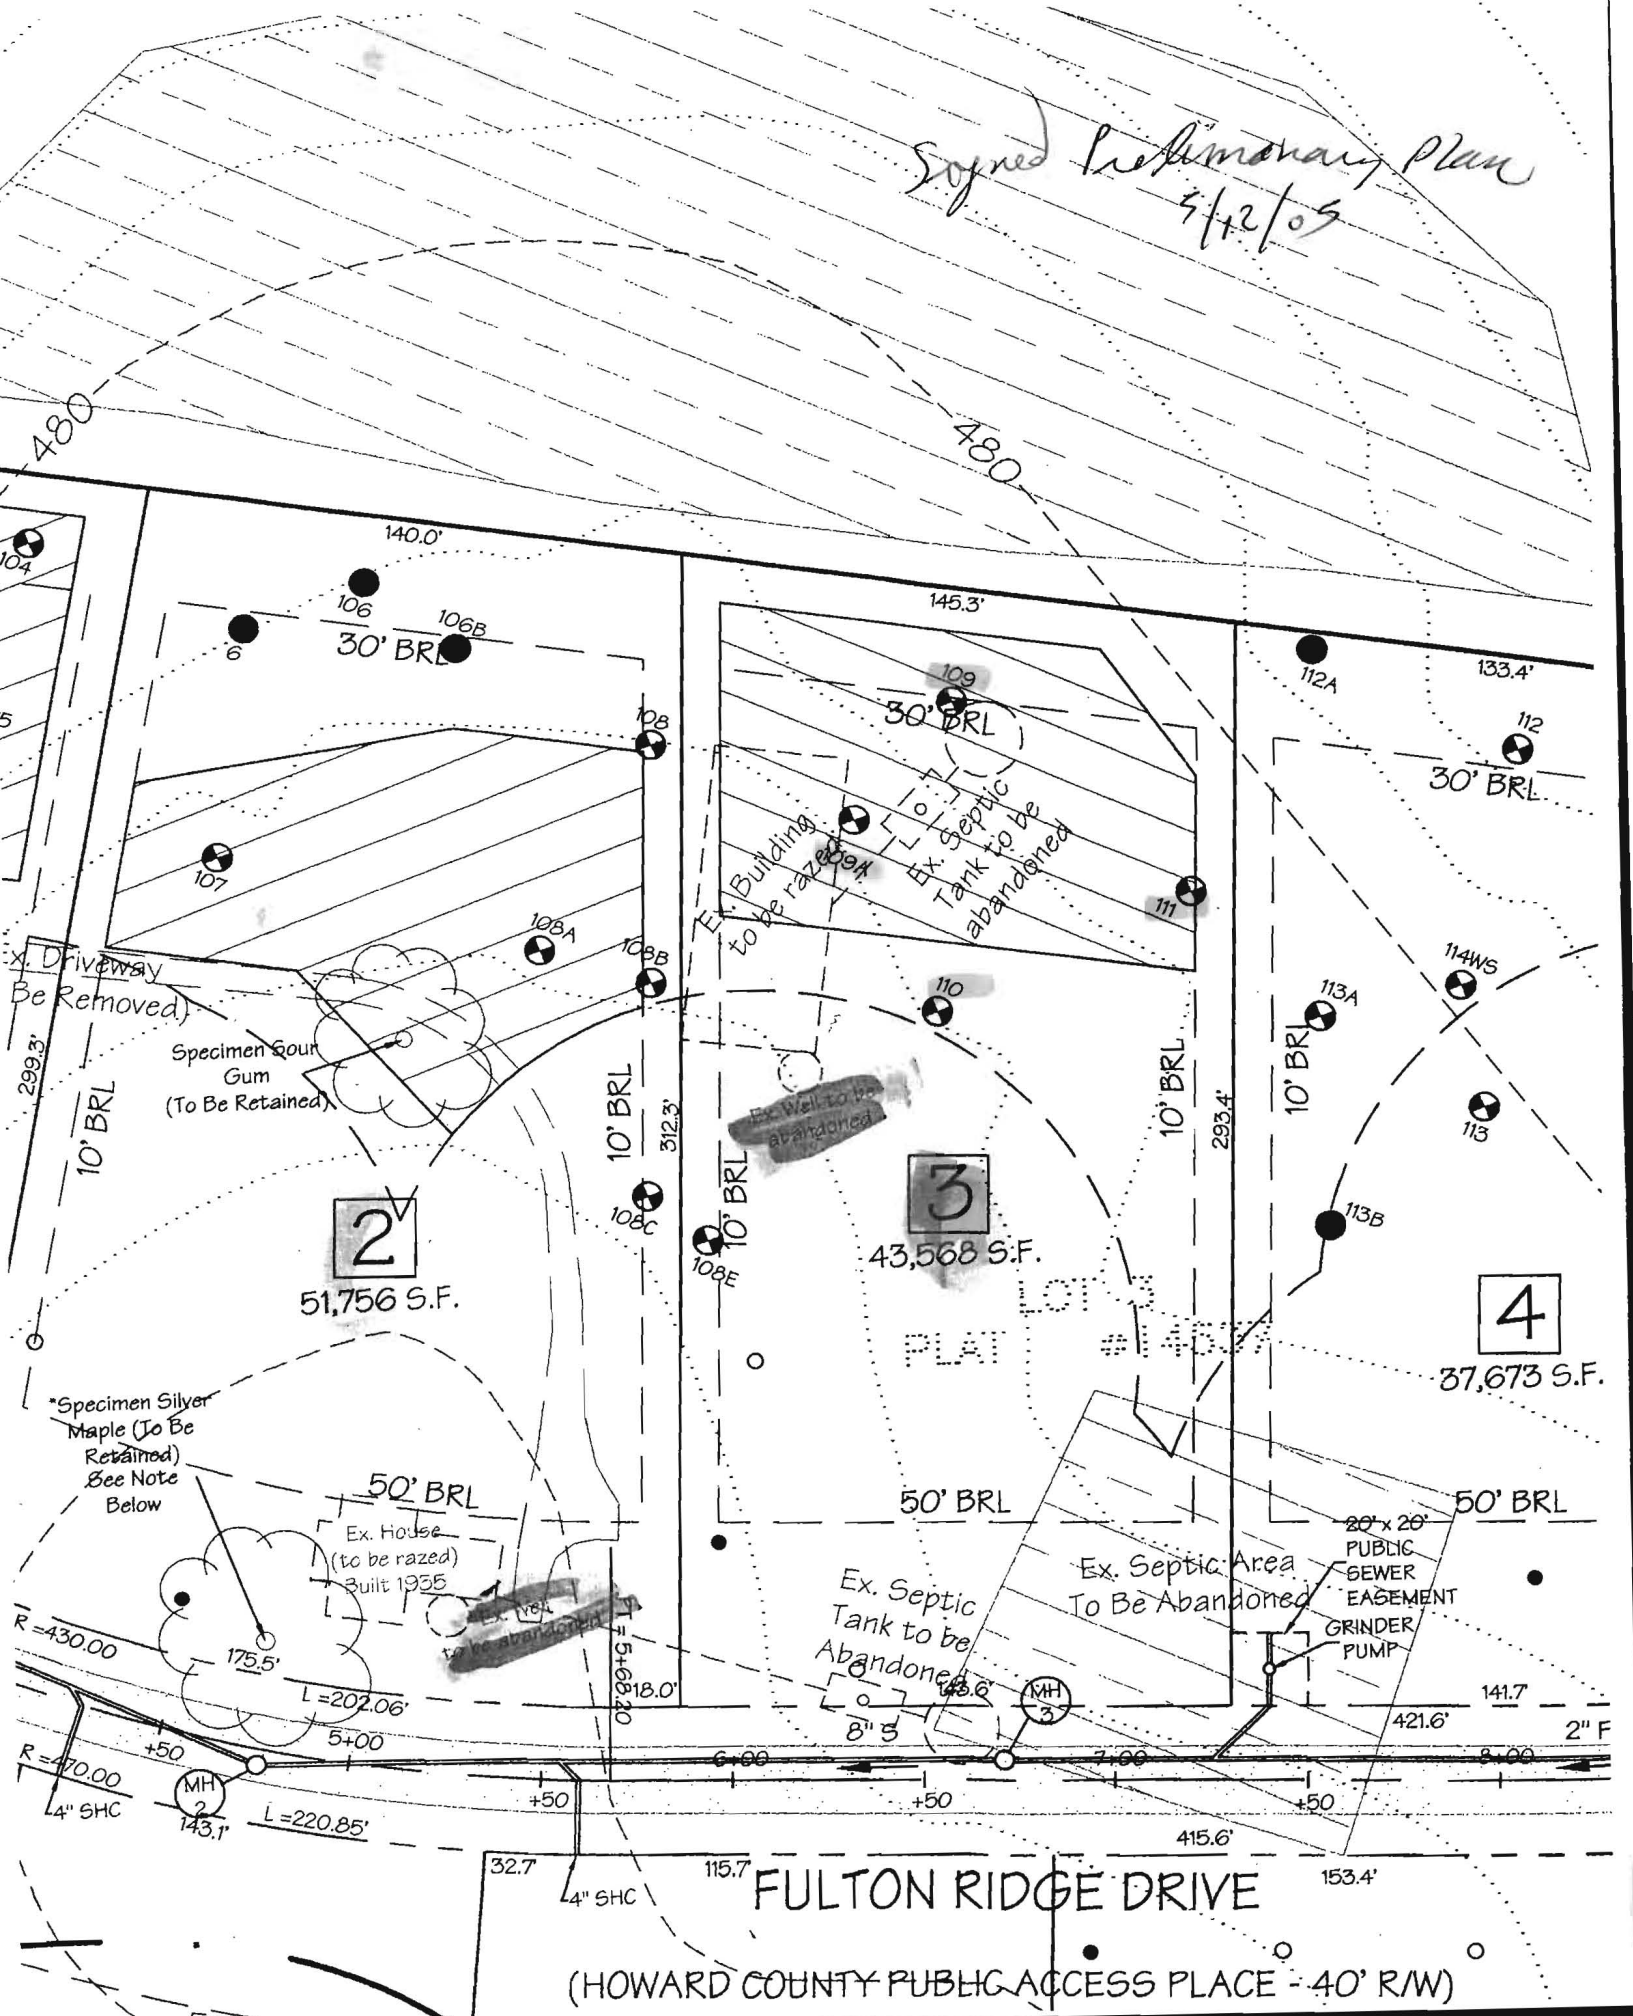 Signed Preliminary Plan
5/12/05
480
480
140.0'
145.3'
133.4'
104
106
106B
6
30' BRL
108
109
30' BRL
112A
112
30' BRL
5
107
108A
108B
Ex. Building
to be razed
109A
Ex. Septic
Tank to be
abandoned
111
110
114WS
113A
113
113B
x. Driveway
Be Removed)
299.3'
10' BRL
Specimen Sour
Gum
(To Be Retained)
10' BRL
312.3'
Ex. Well to be
abandoned
10' BRL
10' BRL
293.4'
10' BRL
108C
108E
2
51,756 S.F.
3
43,568 S.F.
LOT 3
PLAT
4
37,673 S.F.
*Specimen Silver
Maple (To Be
Retained)
See Note
Below
50' BRL
Ex. House
(to be razed)
Built 1935
to be abandoned
50' BRL
50' BRL
20' x 20'
PUBLIC
SEWER
EASEMENT
GRINDER
PUMP
Ex. Septic Area
To Be Abandoned
Ex. Septic
Tank to be
Abandoned
R =430.00
175.5'
L =202.06'
PT = 5+68.20
18.0'
143.6'
MH
3
141.7'
421.6'
8" S
2" F
+50
5+00
6+00
7+00
8+00
R =470.00
MH
2
143.1'
4" SHC
L =220.85'
+50
+50
+50
415.6'
32.7'
4" SHC
115.7'
153.4'
FULTON RIDGE DRIVE
(HOWARD COUNTY PUBLIC ACCESS PLACE - 40' R/W)